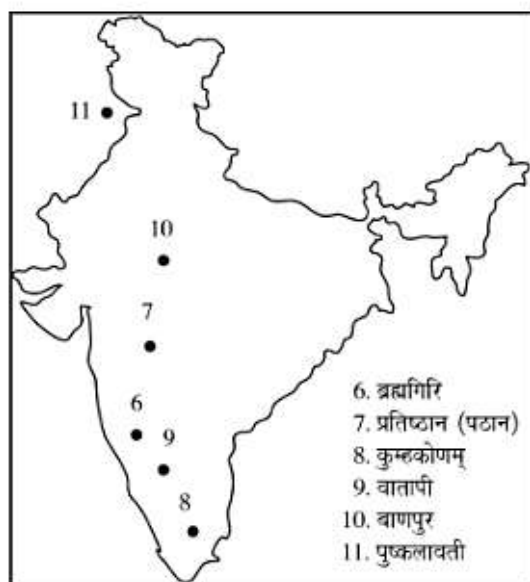 11
10
7
6
9
8
6. ब्रह्मगिरि
7. प्रतिष्ठान (पठान)
8. कुम्हकोणम्
9. वातापी
10. बाणपुर
11. पुष्कलावती